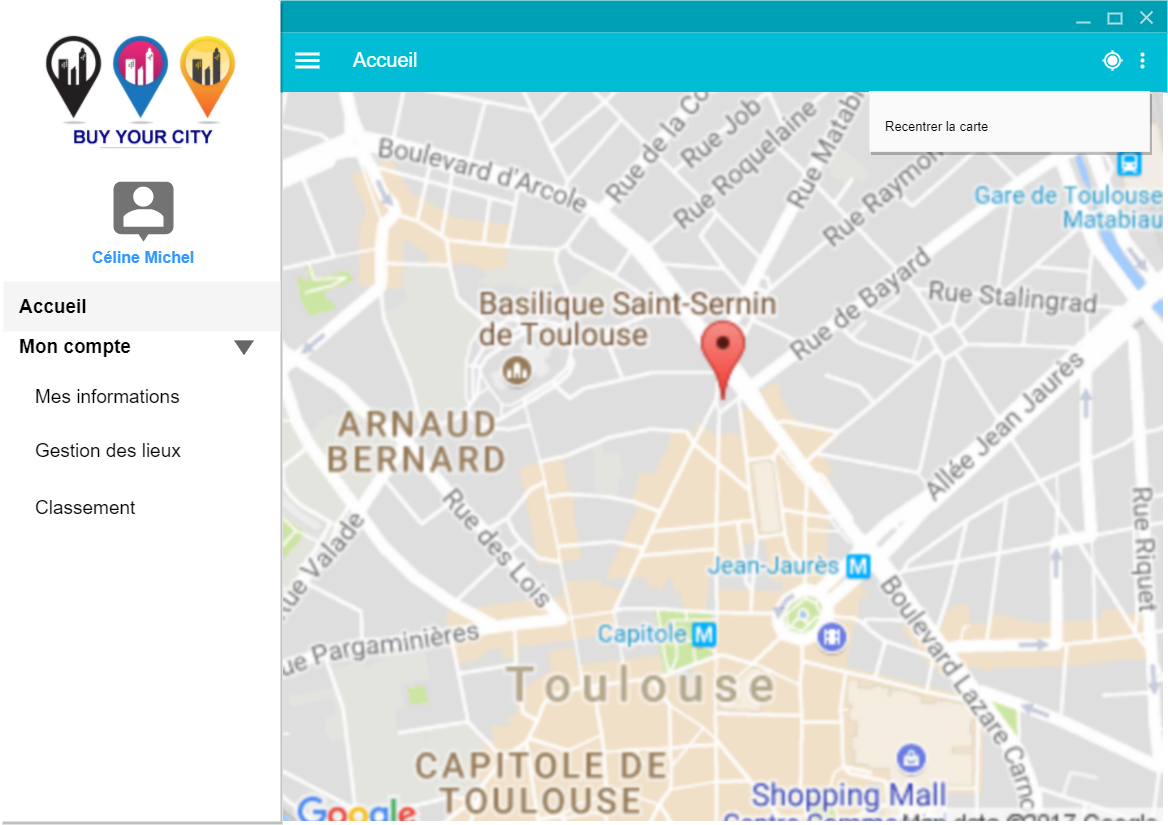 BUY YOUR CITY
Céline Michel
Accueil
Mon compte
Mes informations
Gestion des lieux
Classement
Accueil
Recentrer la carte
Boulevard d'Arcole
Rue de la Co
Rue Job
Rue Roquelaine
Rue Matabi
Rue Raymon
Gare de Toulouse
Matabiau
Basilique Saint-Sernin
de Toulouse
Rue de Bayard
Rue Stalingrad
ARNAUD
BERNARD
Allée Jean Jaurès
Rue des Lois
Rue Valade
Rue Riquet
Jean-Jaurès M
Capitole M
Boulevard Lazare Carno
ue Pargaminières
Toulouse
CAPITOLE DE
TOULOUSE
Shopping Mall
Google
Map data ©2017 Google